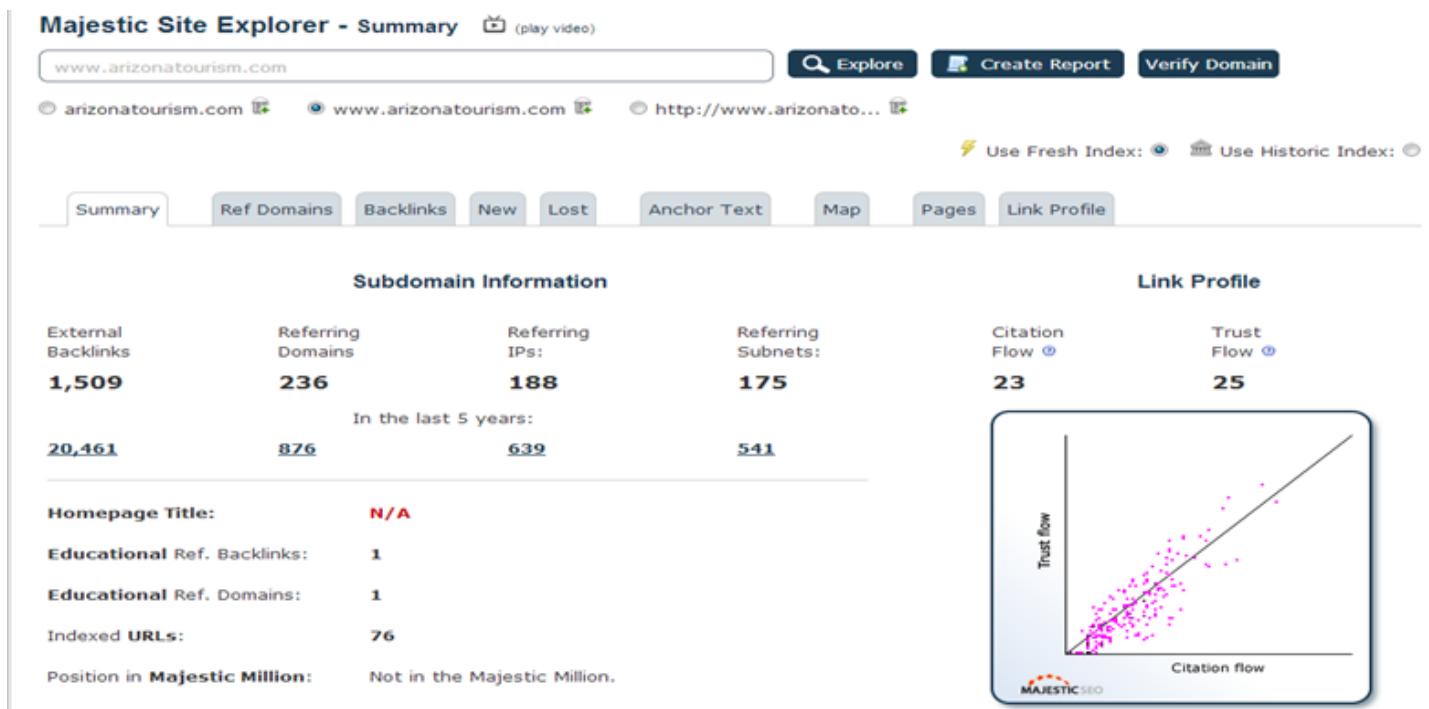 Majestic Site Explorer - Summary (play video)
www.arizonatourism.com Explore Create Report Verify Domain
arizonatourism.com www.arizonatourism.com http://www.arizonato...
Use Fresh Index: Use Historic Index:
Summary Ref Domains Backlinks New Lost Anchor Text Map Pages Link Profile
Subdomain Information Link Profile
External Referring Referring Referring Citation Trust
Backlinks Domains IPs: Subnets: Flow Flow
1,509 236 188 175 23 25
In the last 5 years:
20,461 876 639 541
Homepage Title: N/A
Educational Ref. Backlinks: 1
Educational Ref. Domains: 1
Indexed URLs: 76
Position in Majestic Million: Not in the Majestic Million.
Trust flow
Citation flow
MAJESTIC SEO